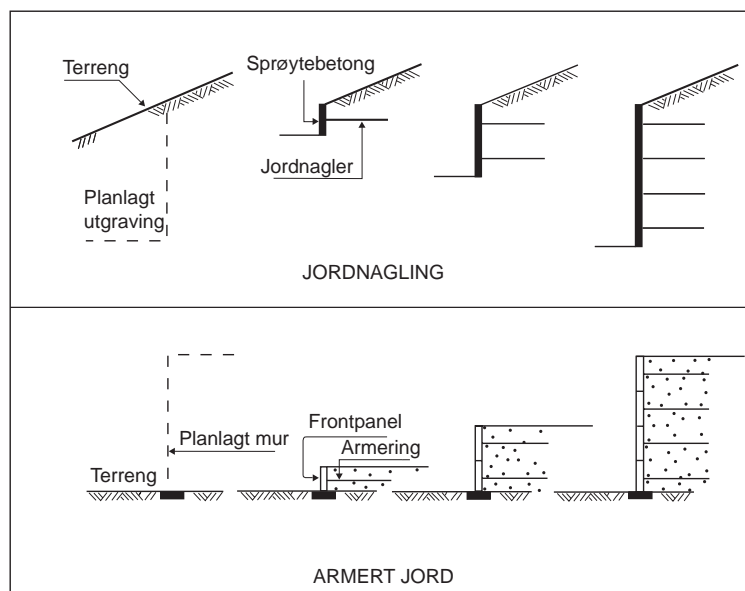 Terreng
Sprøytebetong
Jordnagler
Planlagt
utgraving
JORDNAGLING
Frontpanel
Planlagt mur
Armering
Terreng
ARMERT JORD